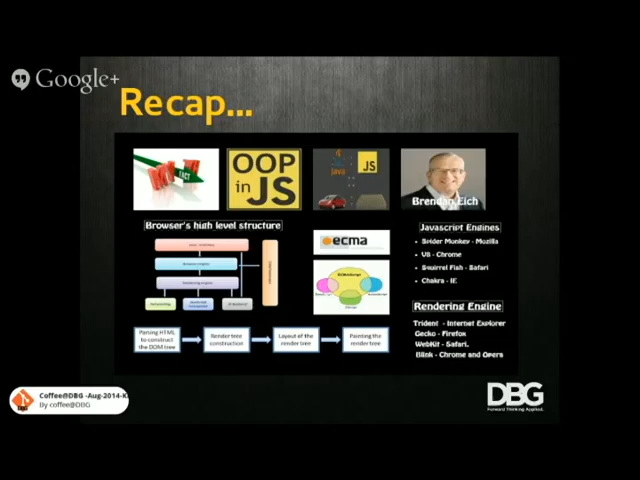 Google+
Recap...
FACT
OOP
in JS
Java
JS
Brendan Eich
Browser's high level structure
ecma
Javascript Engines
Spider Monkey - Mozilla
V8 - Chrome
Squirrel Fish - Safari
Chakra - IE
Rendering Engine
Trident - Internet Explorer
Gecko - Firefox
WebKit - Safari.
Blink - Chrome and Opera
Parsing HTML
to construct
the DOM tree
Render tree
construction
Layout of the
render tree
Painting the
render tree
Coffee@DBG -Aug-2014-K
By coffee@DBG
DBG
Forward Thinking Applied.